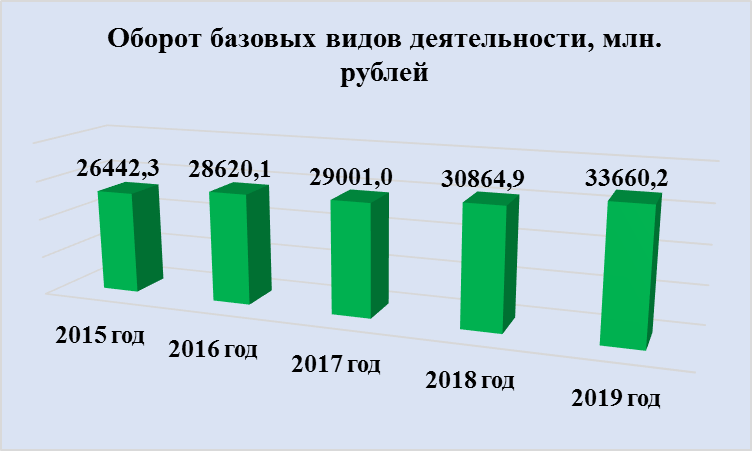 Оборот базовых видов деятельности, млн.
рублей
26442,3
28620,1
29001,0
30864,9
33660,2
2015 год
2016 год
2017 год
2018 год
2019 год